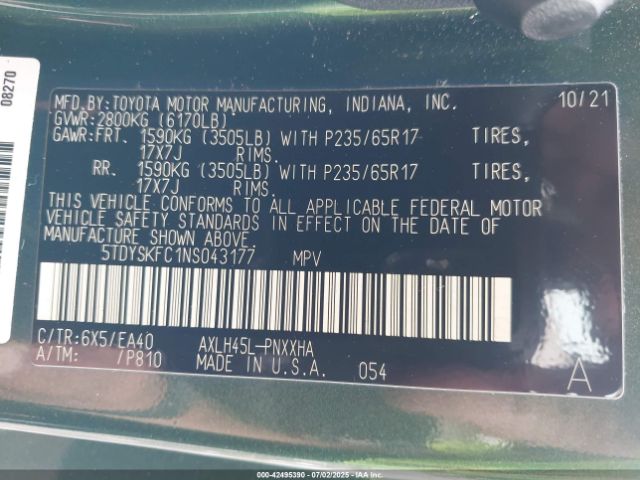 08270
MFD.BY:TOYOTA MOTOR MANUFACTURING, INDIANA, INC. 10/21
GVWR:2800KG (6170LB)
GAWR:FRT. 1590KG (3505LB) WITH P235/65R17 TIRES,
17X7J RIMS.
RR. 1590KG (3505LB) WITH P235/65R17 TIRES,
17X7J RIMS.
THIS VEHICLE CONFORMS TO ALL APPLICABLE FEDERAL MOTOR
VEHICLE SAFETY STANDARDS IN EFFECT ON THE DATE OF
MANUFACTURE SHOWN ABOVE.
5TDYSKFC1NS043177 MPV
C/TR:6X5/EA40 AXLH45L-PNXXHA
A/TM: /P810 MADE IN U.S.A. 054 A
000-42495390 - 07/02/2025 - IAAI.COM